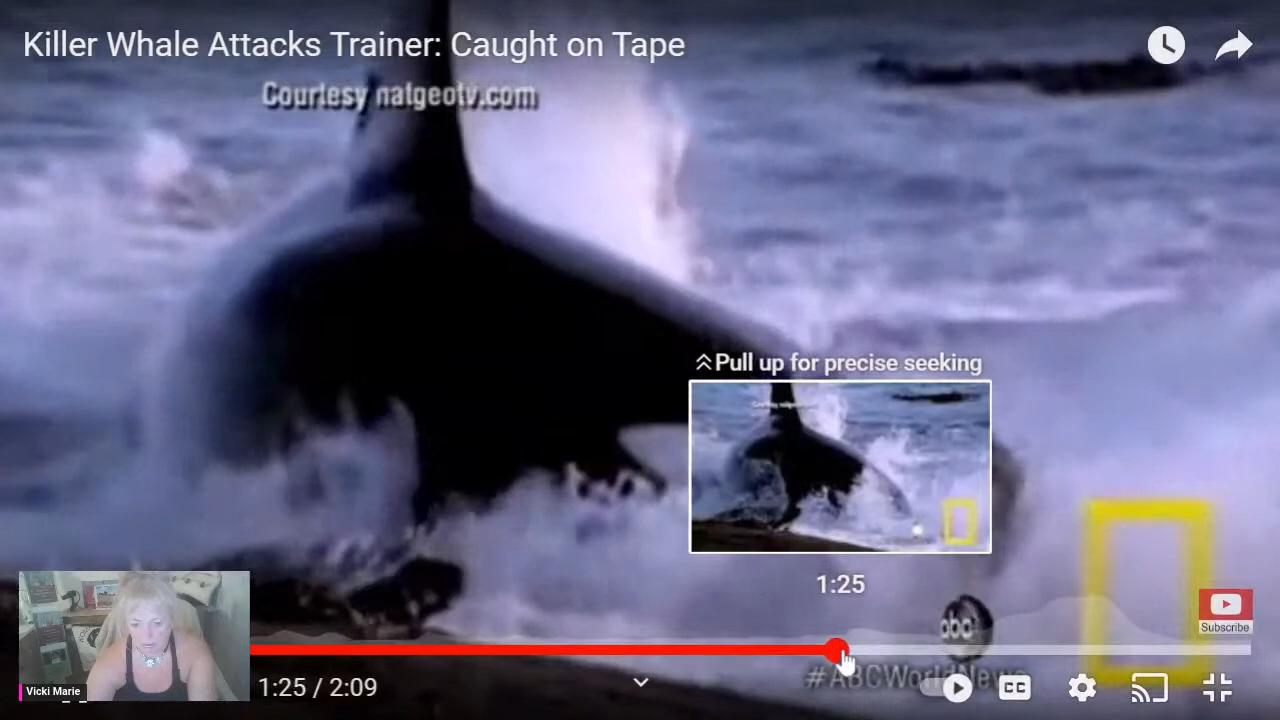 Killer Whale Attacks Trainer: Caught on Tape
Courtesy natgeotv.com
Pull up for precise seeking
1:25
abc
Subscribe
#ABCWorldNews
Vicki Marie
1:25 / 2:09
CC